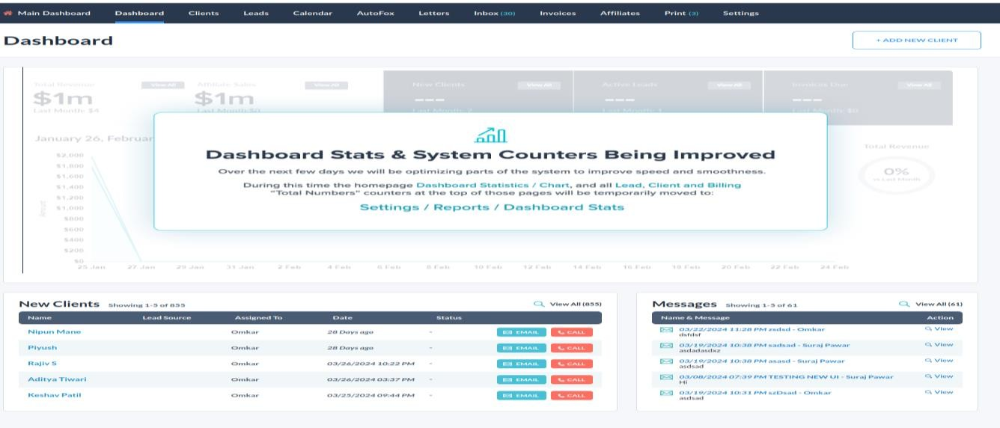 Main Dashboard Dashboard Clients Leads Calendar AutoFox Letters Inbox (30) Invoices Affiliates Print (3) Settings
Dashboard
+ ADD NEW CLIENT
Total Revenue View All Affiliate Sales View All New Clients View All Active Leads View All Invoices Due View All
$1m $1m --- --- ---
Last Month: $4 Last Month:$0 Last Month: 2 Last Month: 1 Last Month: $0
January 26, Februar
Total Revenue
0%
vs Last Month
Dashboard Stats & System Counters Being Improved
Over the next few days we will be optimizing parts of the system to improve speed and smoothness.
During this time the homepage Dashboard Statistics / Chart, and all Lead, Client and Billing
"Total Numbers" counters at the top of those pages will be temporarily moved to:
Settings / Reports / Dashboard Stats
Amount
$2,000
$1,800
$1,600
$1,400
$1,200
$1,000
$800
$600
$400
$200
$0
25 Jan 27 Jan 29 Jan 31 Jan 2 Feb 4 Feb 6 Feb 8 Feb 10 Feb 12 Feb 14 Feb 16 Feb 18 Feb 20 Feb 22 Feb 24 Feb
New Clients Showing 1-5 of 855 View All (855)
Name Lead Source Assigned To Date Status
Nipun Mane Omkar 28 Days ago - EMAIL CALL
Piyush Omkar 28 Days ago - EMAIL CALL
Rajiv S Omkar 03/26/2024 10:22 PM - EMAIL CALL
Aditya Tiwari Omkar 03/26/2024 03:37 PM - EMAIL CALL
Keshav Patil Omkar 03/25/2024 09:44 PM - EMAIL CALL
Messages Showing 1-5 of 61 View All (61)
Name & Message Action
03/22/2024 11:28 PM zsdsd - Omkar View
dsfdsf
03/19/2024 10:38 PM sadsad - Suraj Pawar View
asdadasdxz
03/19/2024 10:38 PM asasd - Suraj Pawar View
asdsad
03/08/2024 07:39 PM TESTING NEW UI - Suraj Pawar View
Hi
03/19/2024 10:31 PM szDsad - Omkar View
asdsad